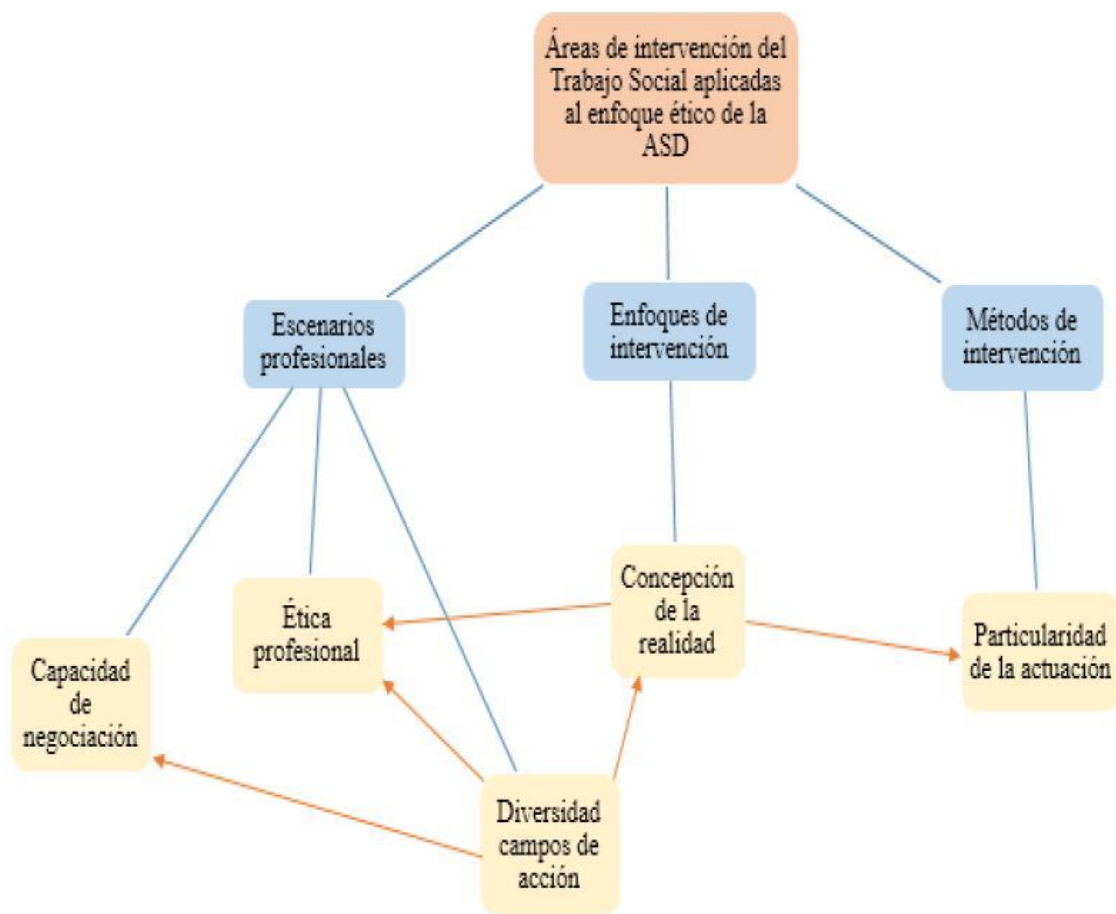 Áreas de intervención del
Trabajo Social aplicadas
al enfoque ético de la
ASD
Escenarios
profesionales
Enfoques de
intervención
Métodos de
intervención
Capacidad
de
negociación
Ética
profesional
Concepción
de la
realidad
Particularidad
de la actuación
Diversidad
campos de
acción